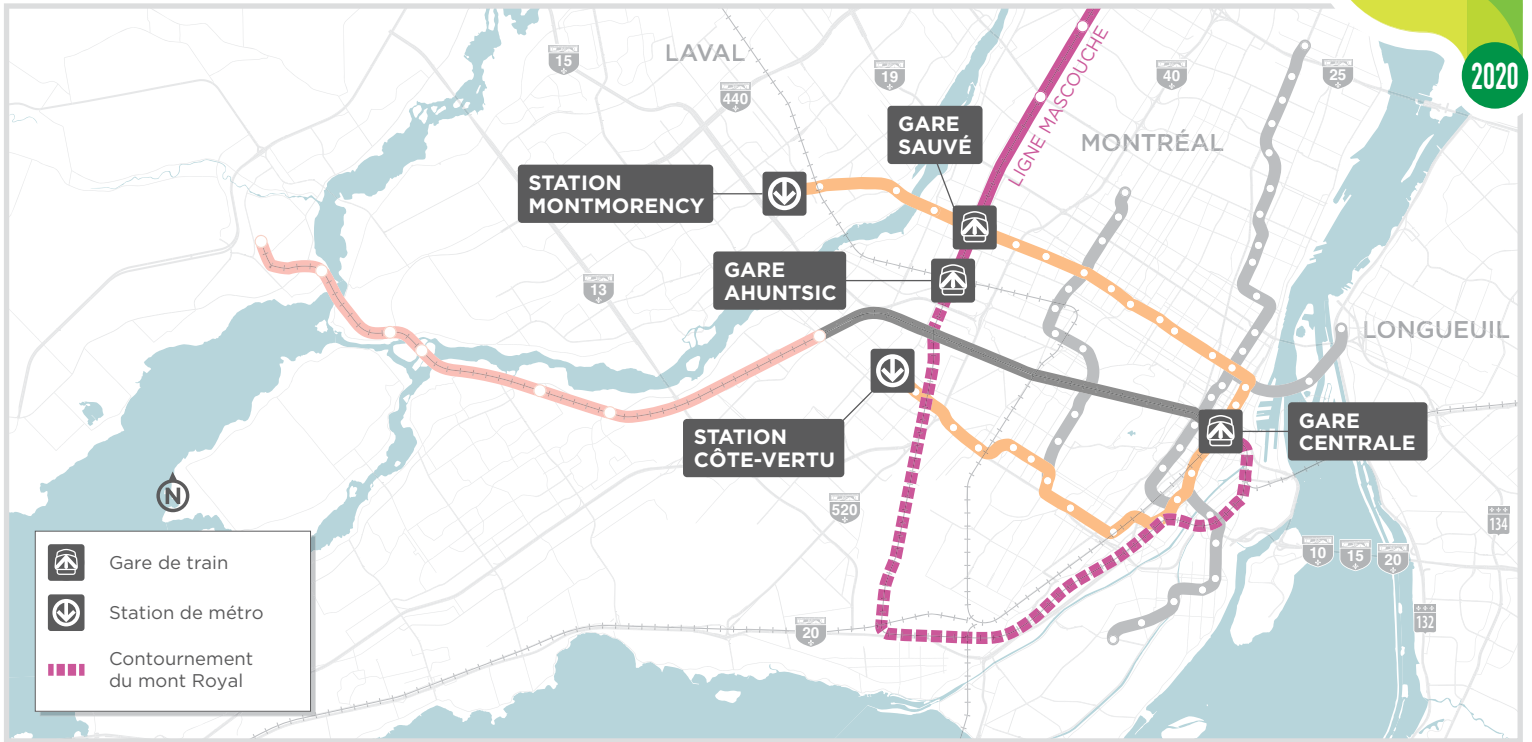 2020
LAVAL
15
19
40
25
440
LIGNE MASCOUCHE
GARE
SAUVÉ
MONTRÉAL
STATION
MONTMORENCY
GARE
AHUNTSIC
13
LONGUEUIL
STATION
CÔTE-VERTU
GARE
CENTRALE
N
520
134
10
15
20
20
132
Gare de train
Station de métro
Contournement
du mont Royal